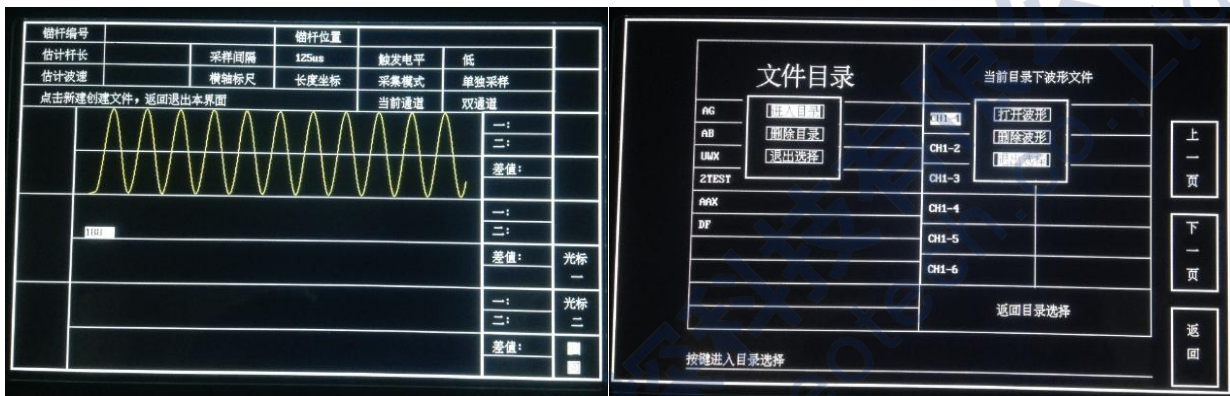 锚杆编号 锚杆位置
估计杆长 采样间隔 125us 触发电平 低
估计波速 横轴标尺 长度坐标 采集模式 单独采样
点击新建创建文件，返回退出本界面 当前通道 双通道
一：
二：
差值：
一：
二：
差值： 光标一
一：
二：
光标二
差值：
文件目录
AG
AB
UWX
2TEST
AAX
DF
进入目录
删除目录
退出选择
当前目录下波形文件
CH1-1
CH1-2
CH1-3
CH1-4
CH1-5
CH1-6
打开波形
删除波形
返回目录选择
按键进入目录选择
上一页
下一页
返回